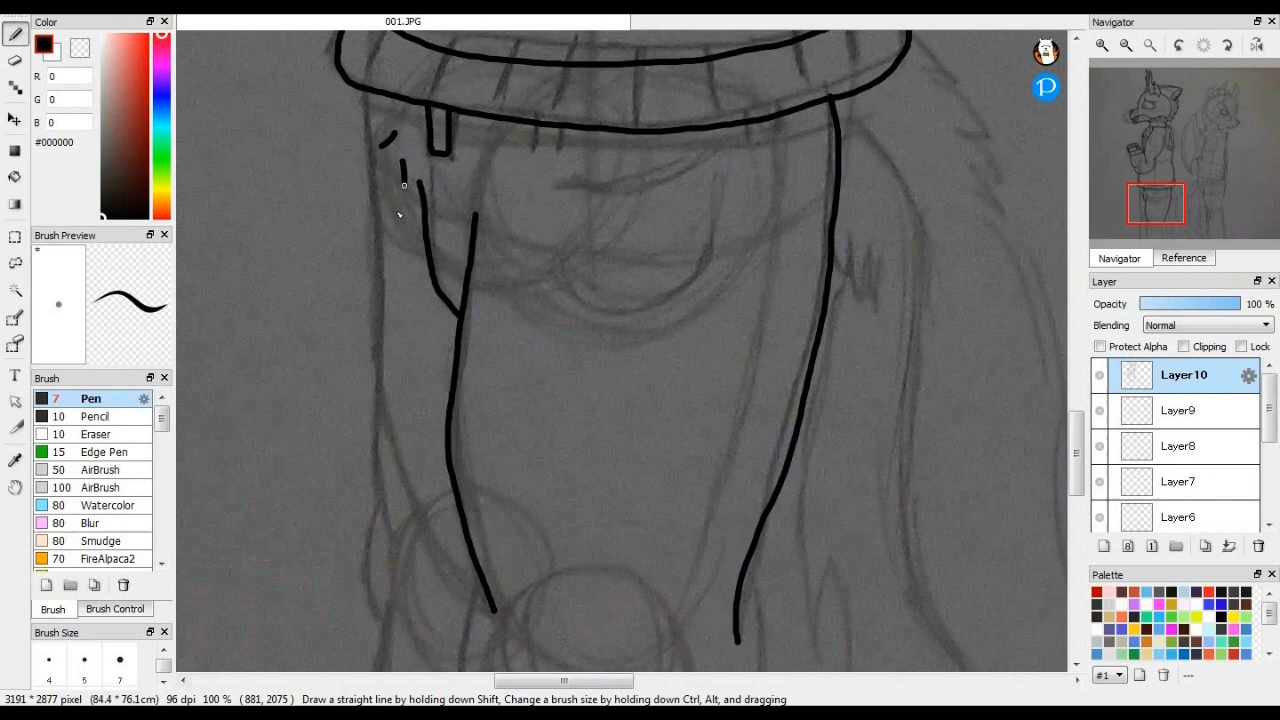 001.JPG
Color
R 0
G 0
B 0
#000000
Brush Preview
*
Brush
7 Pen
10 Pencil
10 Eraser
15 Edge Pen
50 AirBrush
100 AirBrush
80 Watercolor
80 Blur
80 Smudge
70 FireAlpaca2
Brush Brush Control
Brush Size
4 5 7
T
P
Navigator
Navigator Reference
Layer
Opacity 100 %
Blending Normal
Protect Alpha Clipping Lock
Layer10
Layer9
Layer8
Layer7
Layer6
8 1
Palette
#1 ---
3191 * 2877 pixel (84.4 * 76.1cm) 96 dpi 100 % ( 881, 2075 ) Draw a straight line by holding down Shift, Change a brush size by holding down Ctrl, Alt, and dragging